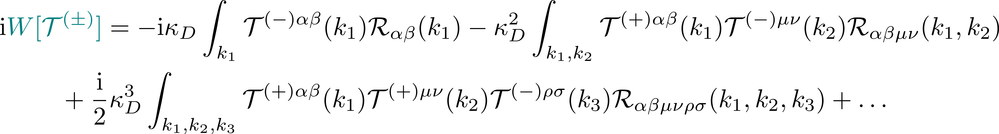 iW[𝒯^{(±)}] = −iκ_D ∫_{k_1} 𝒯^{(−)αβ}(k_1)ℛ_{αβ}(k_1) − κ_D^2 ∫_{k_1,k_2} 𝒯^{(+)αβ}(k_1)𝒯^{(−)μν}(k_2)ℛ_{αβμν}(k_1, k_2)
+ \frac{i}{2} κ_D^3 ∫_{k_1,k_2,k_3} 𝒯^{(+)αβ}(k_1)𝒯^{(+)μν}(k_2)𝒯^{(−)ρσ}(k_3)ℛ_{αβμνρσ}(k_1, k_2, k_3) + …